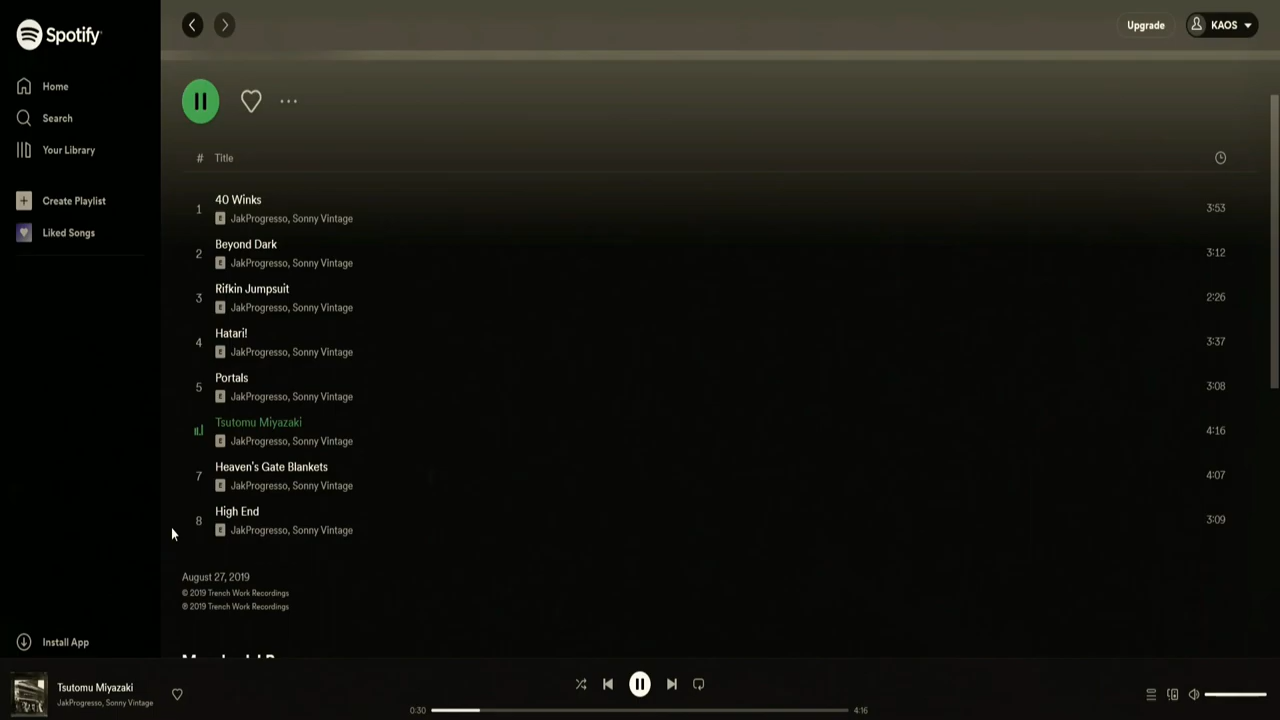 Spotify
Upgrade
KAOS
Home
Search
Your Library
Create Playlist
Liked Songs
# Title
1 40 Winks 3:53
E JakProgresso, Sonny Vintage
2 Beyond Dark 3:12
E JakProgresso, Sonny Vintage
3 Rifkin Jumpsuit 2:26
E JakProgresso, Sonny Vintage
4 Hatari! 3:37
E JakProgresso, Sonny Vintage
5 Portals 3:08
E JakProgresso, Sonny Vintage
Tsutomu Miyazaki 4:16
E JakProgresso, Sonny Vintage
7 Heaven's Gate Blankets 4:07
E JakProgresso, Sonny Vintage
8 High End 3:09
E JakProgresso, Sonny Vintage
August 27, 2019
© 2019 Trench Work Recordings
℗ 2019 Trench Work Recordings
Install App
Tsutomu Miyazaki
JakProgresso, Sonny Vintage
0:30 4:16